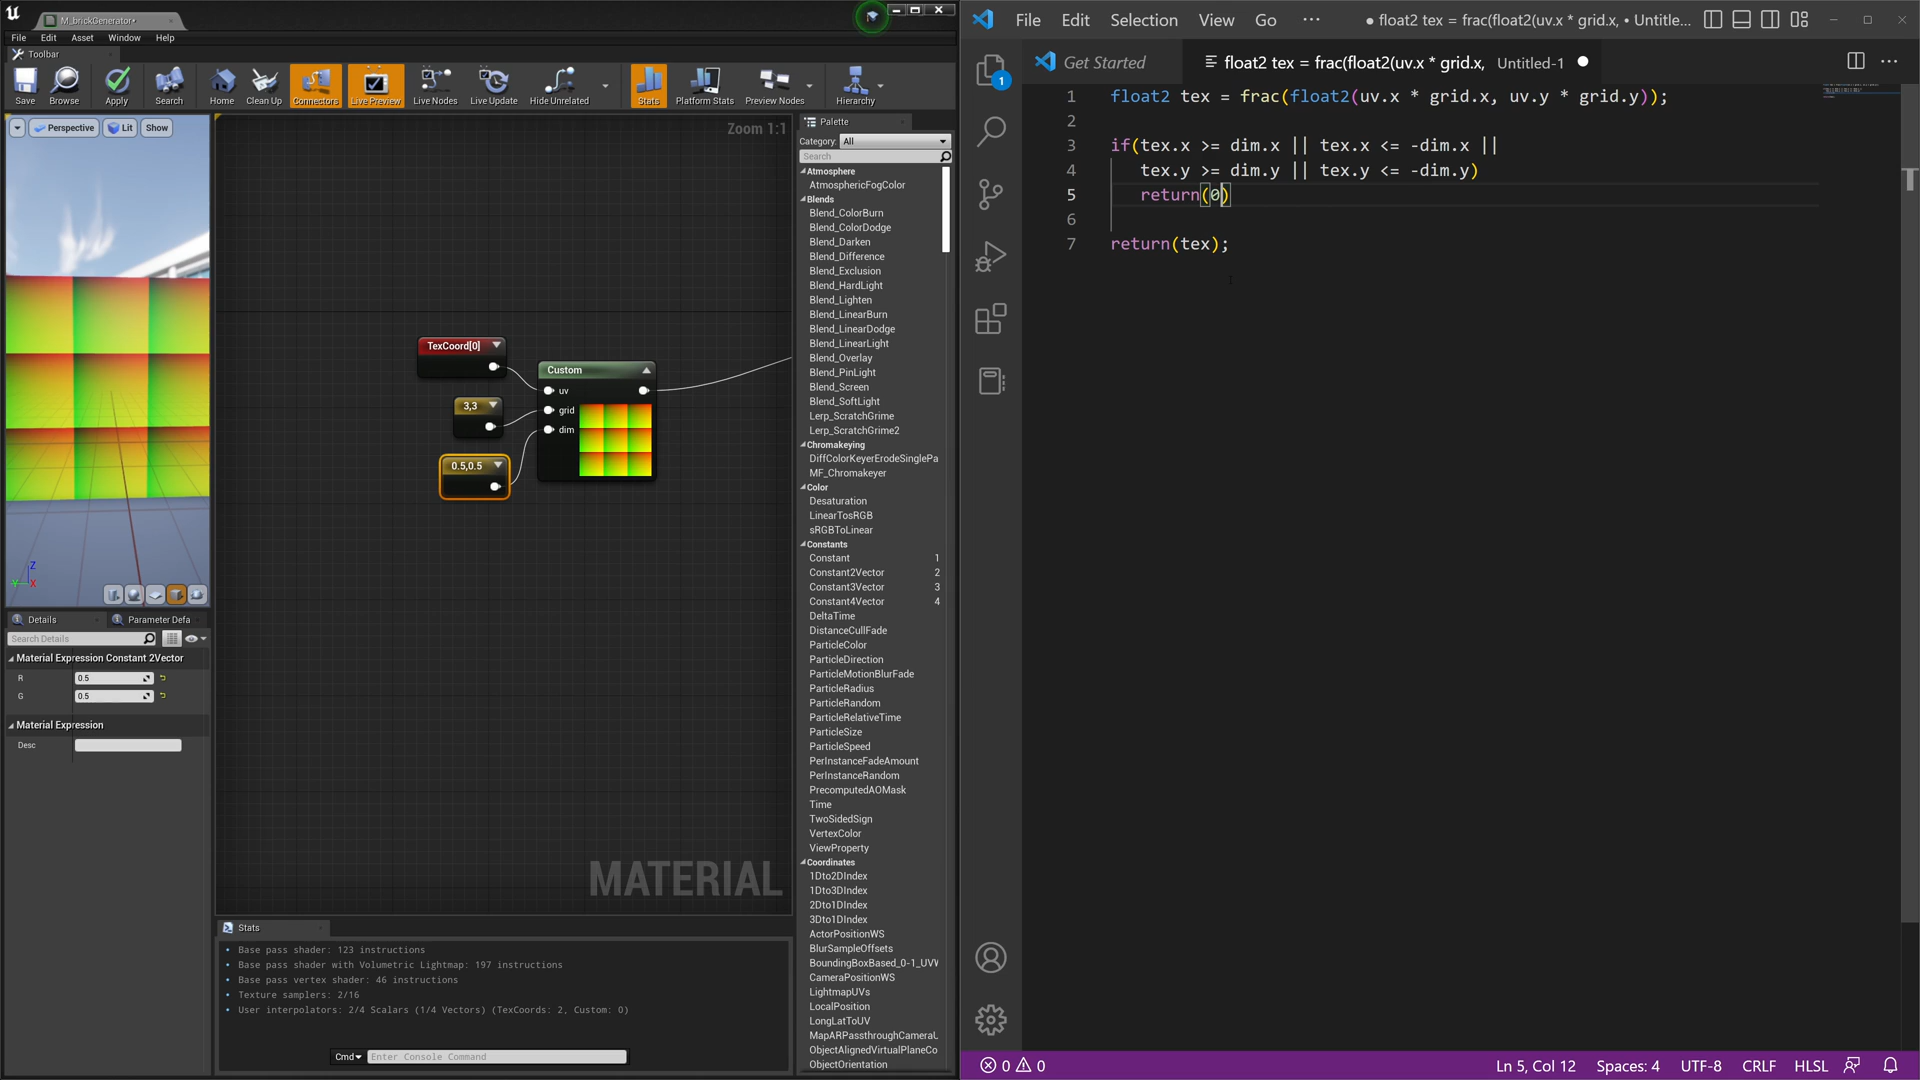 M_brickGenerator*
File Edit Asset Window Help
Toolbar
Save Browse Apply Search Home Clean Up Connectors Live Preview Live Nodes Live Update Hide Unrelated Stats Platform Stats Preview Nodes Hierarchy
Perspective Lit Show
Zoom 1:1
TexCoord[0]
3,3
0.5,0.5
Custom
uv
grid
dim
MATERIAL
Z
Y X
Details Parameter Defa
Search Details
Material Expression Constant 2Vector
R 0.5
G 0.5
Material Expression
Desc
Stats
Base pass shader: 123 instructions
Base pass shader with Volumetric Lightmap: 197 instructions
Base pass vertex shader: 46 instructions
Texture samplers: 2/16
User interpolators: 2/4 Scalars (1/4 Vectors) (TexCoords: 2, Custom: 0)
Cmd Enter Console Command
Palette
Category: All
Search
Atmosphere
AtmosphericFogColor
Blends
Blend_ColorBurn
Blend_ColorDodge
Blend_Darken
Blend_Difference
Blend_Exclusion
Blend_HardLight
Blend_Lighten
Blend_LinearBurn
Blend_LinearDodge
Blend_LinearLight
Blend_Overlay
Blend_PinLight
Blend_Screen
Blend_SoftLight
Lerp_ScratchGrime
Lerp_ScratchGrime2
Chromakeying
DiffColorKeyerErodeSinglePa
MF_Chromakeyer
Color
Desaturation
LinearTosRGB
sRGBToLinear
Constants
Constant 1
Constant2Vector 2
Constant3Vector 3
Constant4Vector 4
DeltaTime
DistanceCullFade
ParticleColor
ParticleDirection
ParticleMotionBlurFade
ParticleRadius
ParticleRandom
ParticleRelativeTime
ParticleSize
ParticleSpeed
PerInstanceFadeAmount
PerInstanceRandom
PrecomputedAOMask
Time
TwoSidedSign
VertexColor
ViewProperty
Coordinates
1Dto2DIndex
1Dto3DIndex
2Dto1DIndex
3Dto1DIndex
ActorPositionWS
BlurSampleOffsets
BoundingBoxBased_0-1_UVW
CameraPositionWS
LightmapUVs
LocalPosition
LongLatToUV
MapARPassthroughCameraU
ObjectAlignedVirtualPlaneCo
ObjectOrientation
File Edit Selection View Go ··· ● float2 tex = frac(float2(uv.x * grid.x, • Untitle...
1
Get Started float2 tex = frac(float2(uv.x * grid.x, Untitled-1 ●
1 float2 tex = frac(float2(uv.x * grid.x, uv.y * grid.y));
2
3 if(tex.x >= dim.x || tex.x <= -dim.x ||
4 tex.y >= dim.y || tex.y <= -dim.y)
5 return(0)
6
7 return(tex);
0 0 Ln 5, Col 12 Spaces: 4 UTF-8 CRLF HLSL